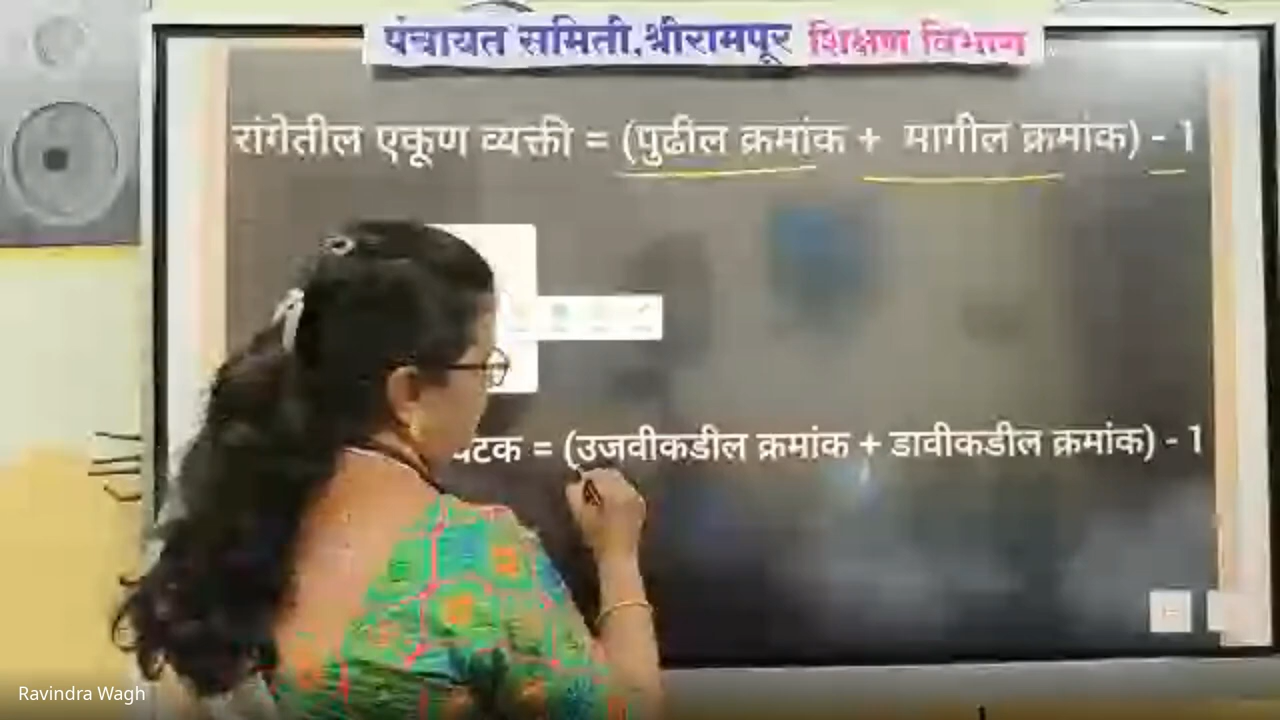 पंचायत समिती.श्रीरामपूर शिक्षण विभाग
रांगेतील एकूण व्यक्ती = (पुढील क्रमांक + मागील क्रमांक) - 1
= (उजवीकडील क्रमांक + डावीकडील क्रमांक) - 1
Ravindra Wagh